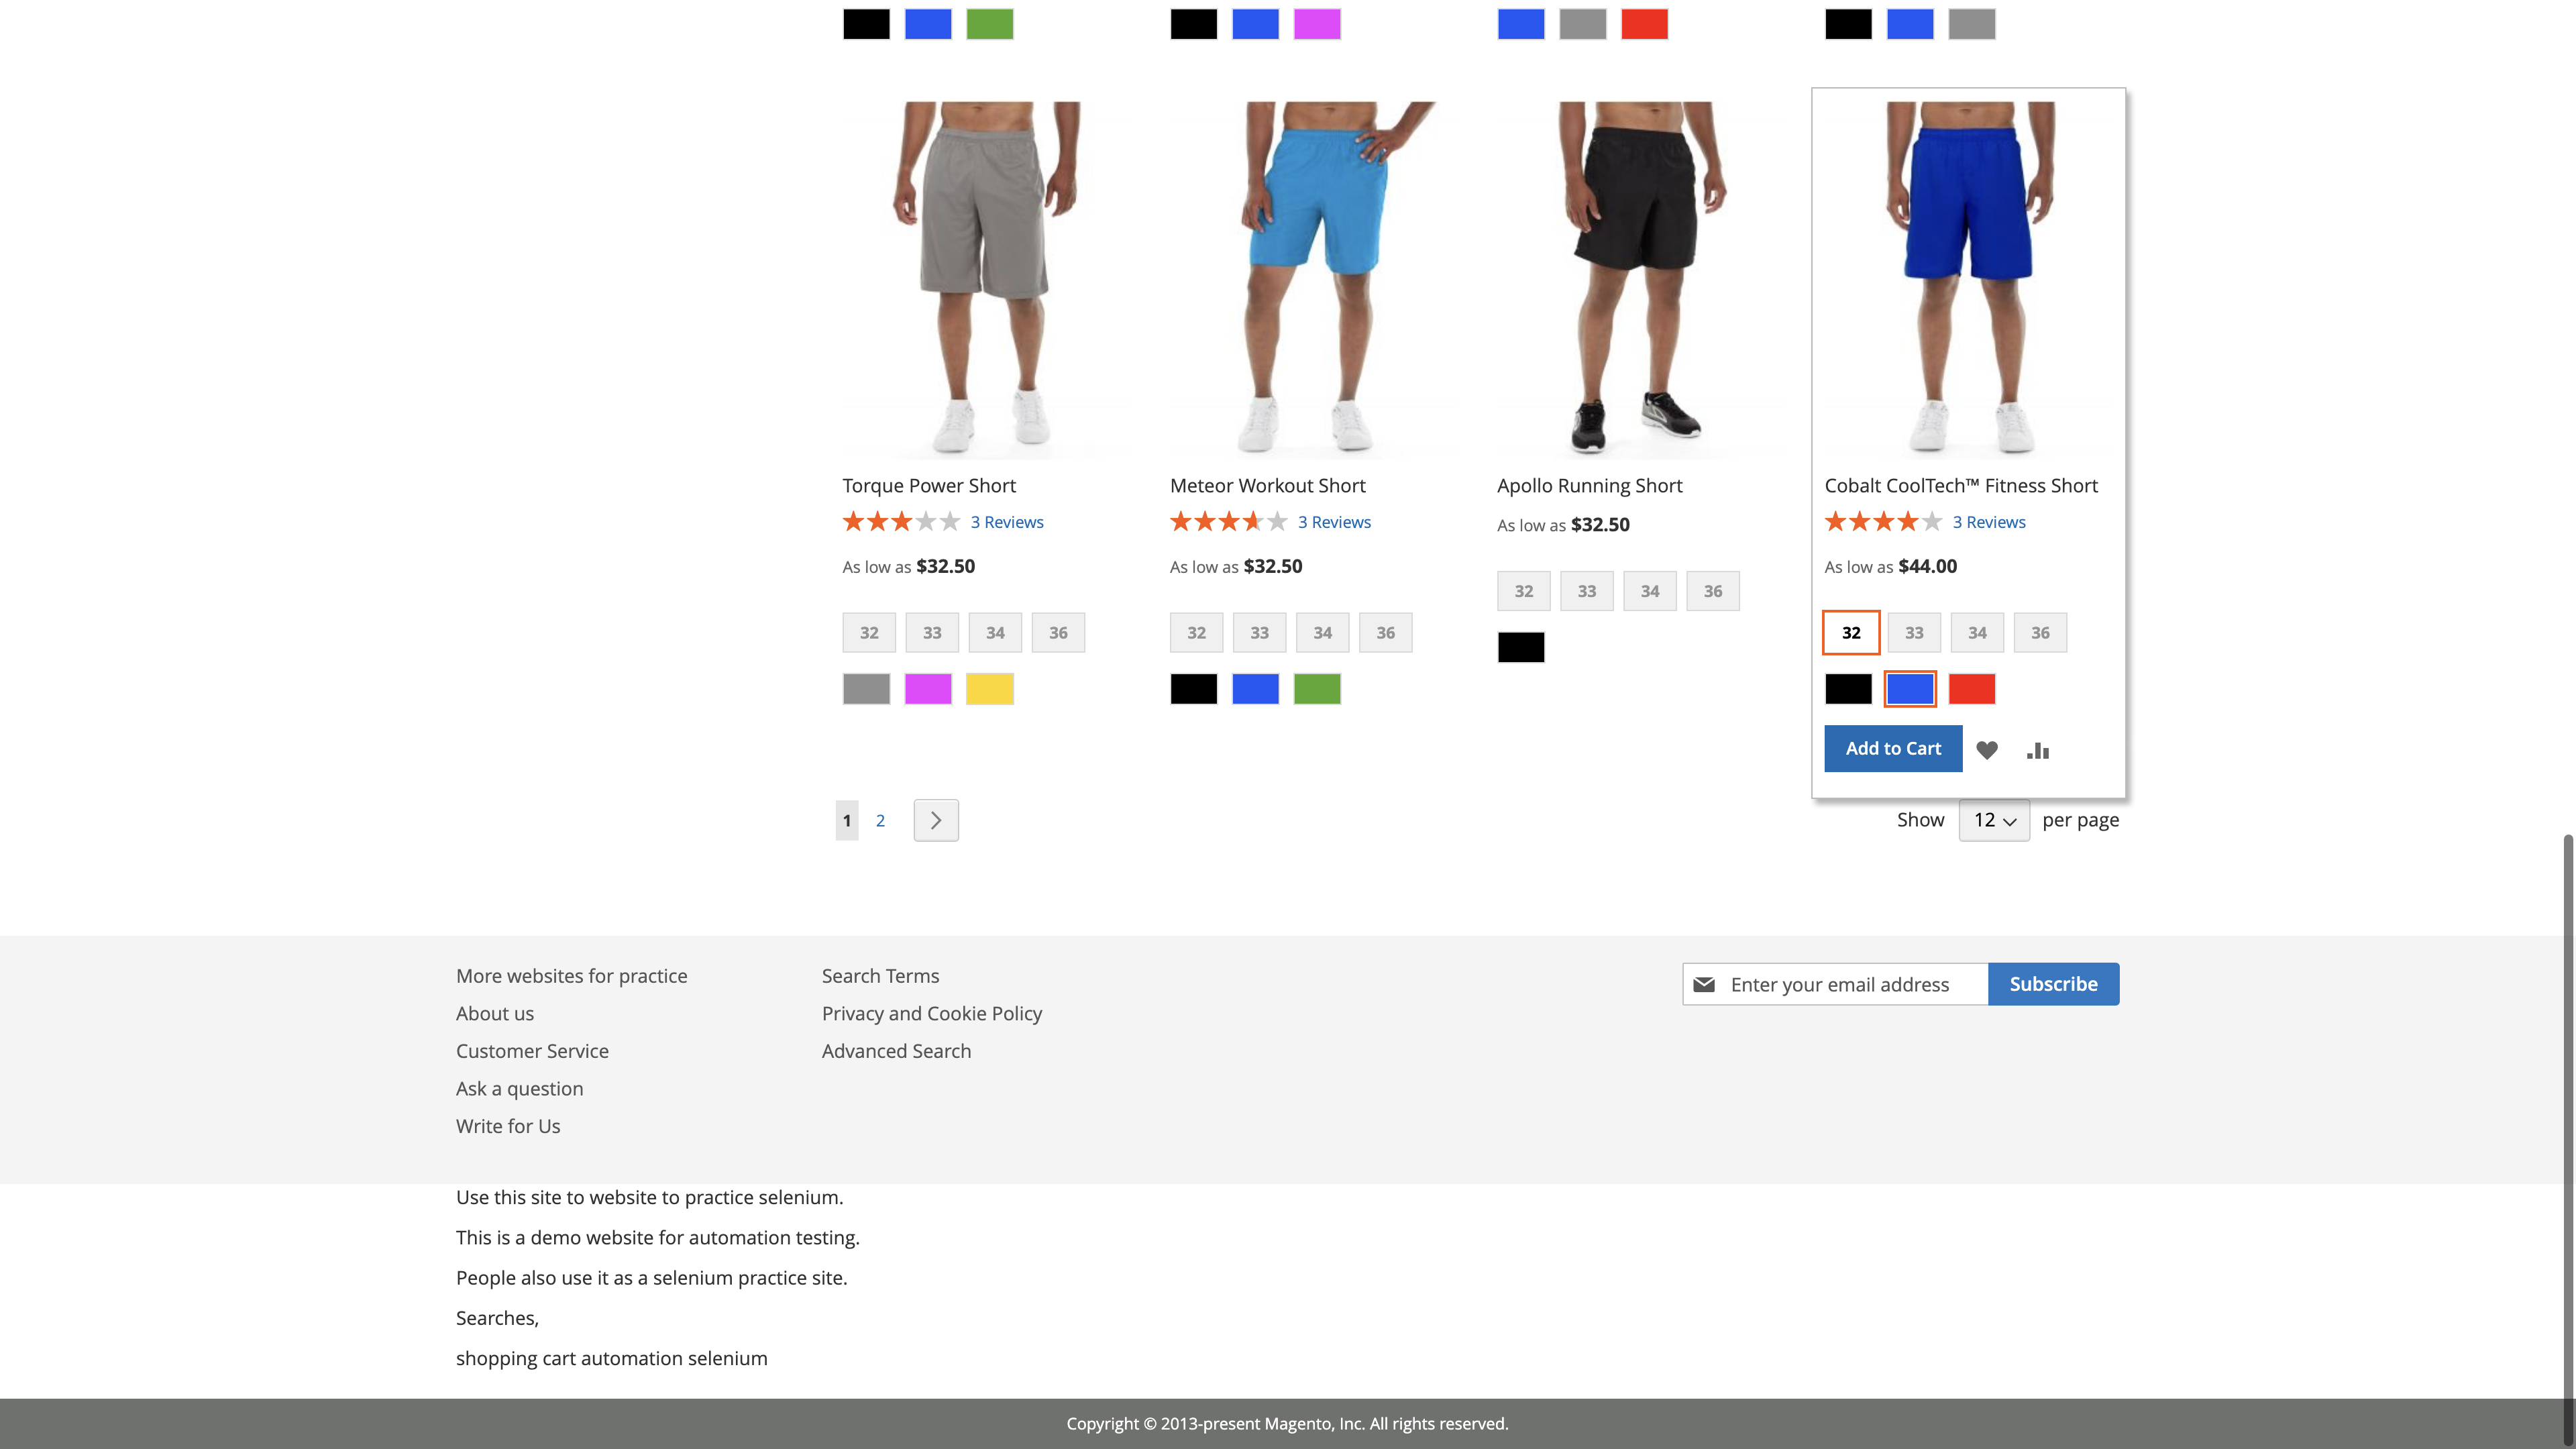 Torque Power Short
3 Reviews
As low as $32.50
32 33 34 36
Meteor Workout Short
3 Reviews
As low as $32.50
32 33 34 36
Apollo Running Short
As low as $32.50
32 33 34 36
Cobalt CoolTech™ Fitness Short
3 Reviews
As low as $44.00
32 33 34 36
Add to Cart
1 2
Show 12 per page
More websites for practice
About us
Customer Service
Ask a question
Write for Us
Search Terms
Privacy and Cookie Policy
Advanced Search
Enter your email address
Subscribe
Use this site to website to practice selenium.
This is a demo website for automation testing.
People also use it as a selenium practice site.
Searches,
shopping cart automation selenium
Copyright © 2013-present Magento, Inc. All rights reserved.